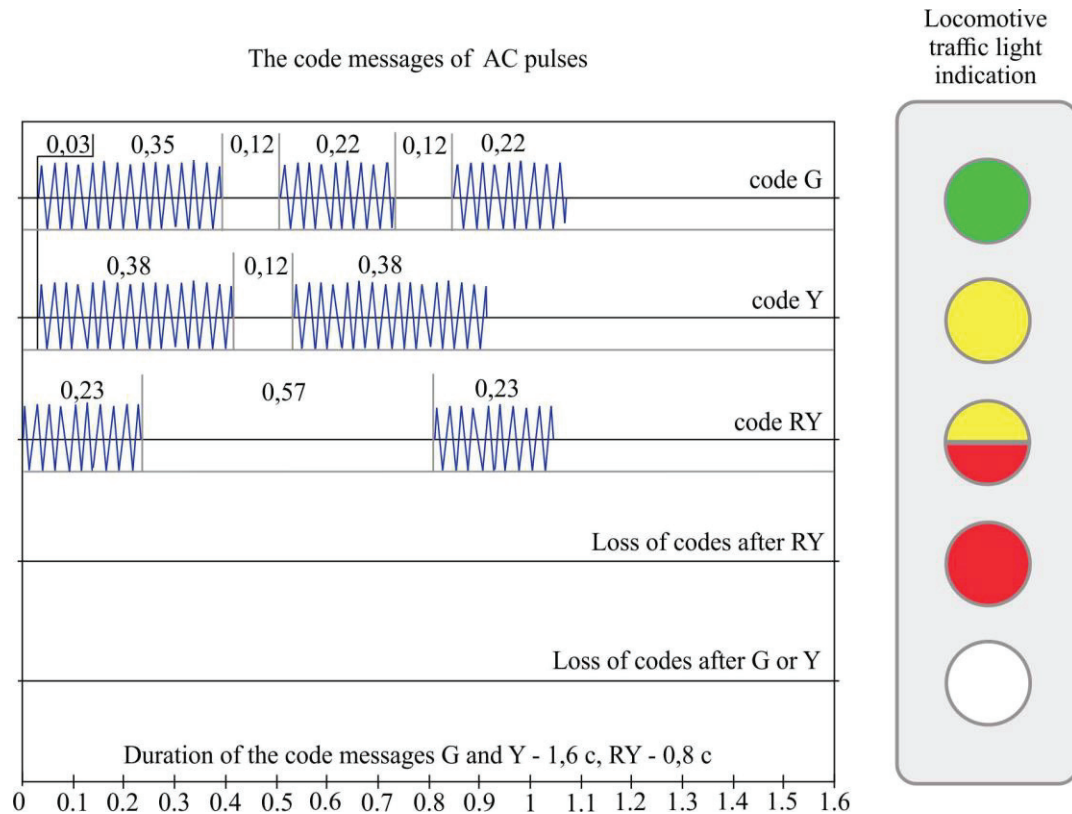 The code messages of AC pulses
Locomotive
traffic light
indication
0,03 0,35 0,12 0,22 0,12 0,22
code G
0,38 0,12 0,38
code Y
0,23 0,57 0,23
code RY
Loss of codes after RY
Loss of codes after G or Y
Duration of the code messages G and Y - 1,6 c, RY - 0,8 c
0 0.1 0.2 0.3 0.4 0.5 0.6 0.7 0.8 0.9 1 1.1 1.2 1.3 1.4 1.5 1.6